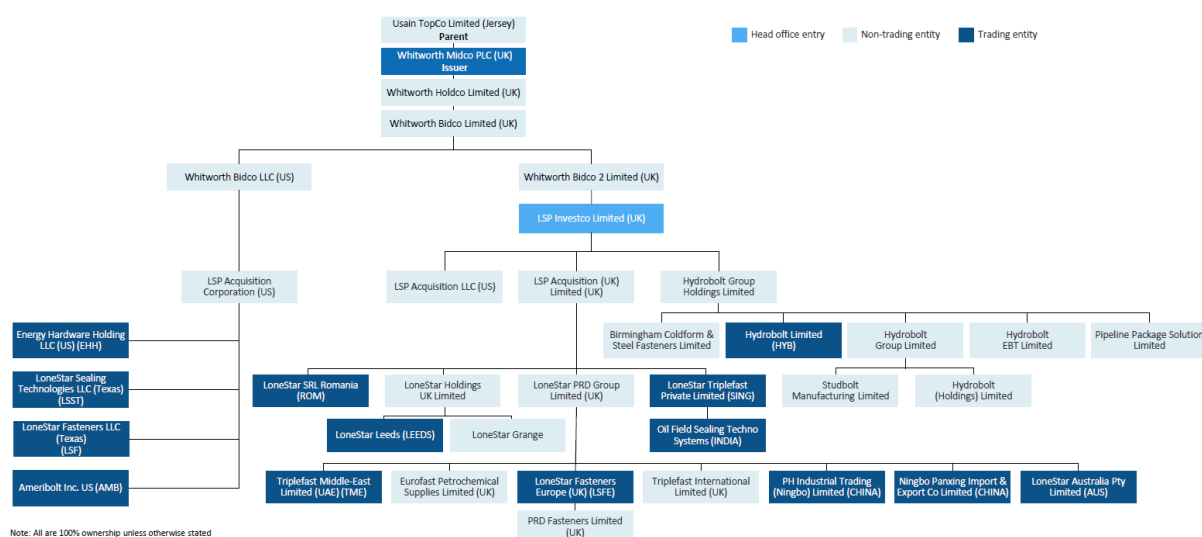 Usain TopCo Limited (Jersey)
Parent
Head office entry
Non-trading entity
Trading entity
Whitworth Midco PLC (UK)
Issuer
Whitworth Holdco Limited (UK)
Whitworth Bidco Limited (UK)
Whitworth Bidco LLC (US)
Whitworth Bidco 2 Limited (UK)
LSP Investco Limited (UK)
LSP Acquisition
Corporation (US)
LSP Acquisition LLC (US)
LSP Acquisition (UK)
Limited (UK)
Hydrobolt Group
Holdings Limited
Energy Hardware Holding
LLC (US) (EHH)
Birmingham Coldform &
Steel Fasteners Limited
Hydrobolt Limited
(HYB)
Hydrobolt
Group Limited
Hydrobolt
EBT Limited
Pipeline Package Solution
Limited
LoneStar Sealing
Technologies LLC (Texas)
(LSST)
LoneStar SRL Romania
(ROM)
LoneStar Holdings
UK Limited
LoneStar PRD Group
Limited (UK)
LoneStar Triplefast
Private Limited (SING)
Studbolt
Manufacturing Limited
Hydrobolt
(Holdings) Limited
LoneStar Fasteners LLC
(Texas)
(LSF)
LoneStar Leeds (LEEDS)
LoneStar Grange
Oil Field Sealing Techno
Systems (INDIA)
Ameribolt Inc. US (AMB)
Triplefast Middle-East
Limited (UAE) (TME)
Eurofast Petrochemical
Supplies Limited (UK)
LoneStar Fasteners
Europe (UK) (LSFE)
Triplefast International
Limited (UK)
PH Industrial Trading
(Ningbo) Limited (CHINA)
Ningbo Panxing Import &
Export Co Limited (CHINA)
LoneStar Australia Pty
Limited (AUS)
PRD Fasteners Limited
(UK)
Note: All are 100% ownership unless otherwise stated